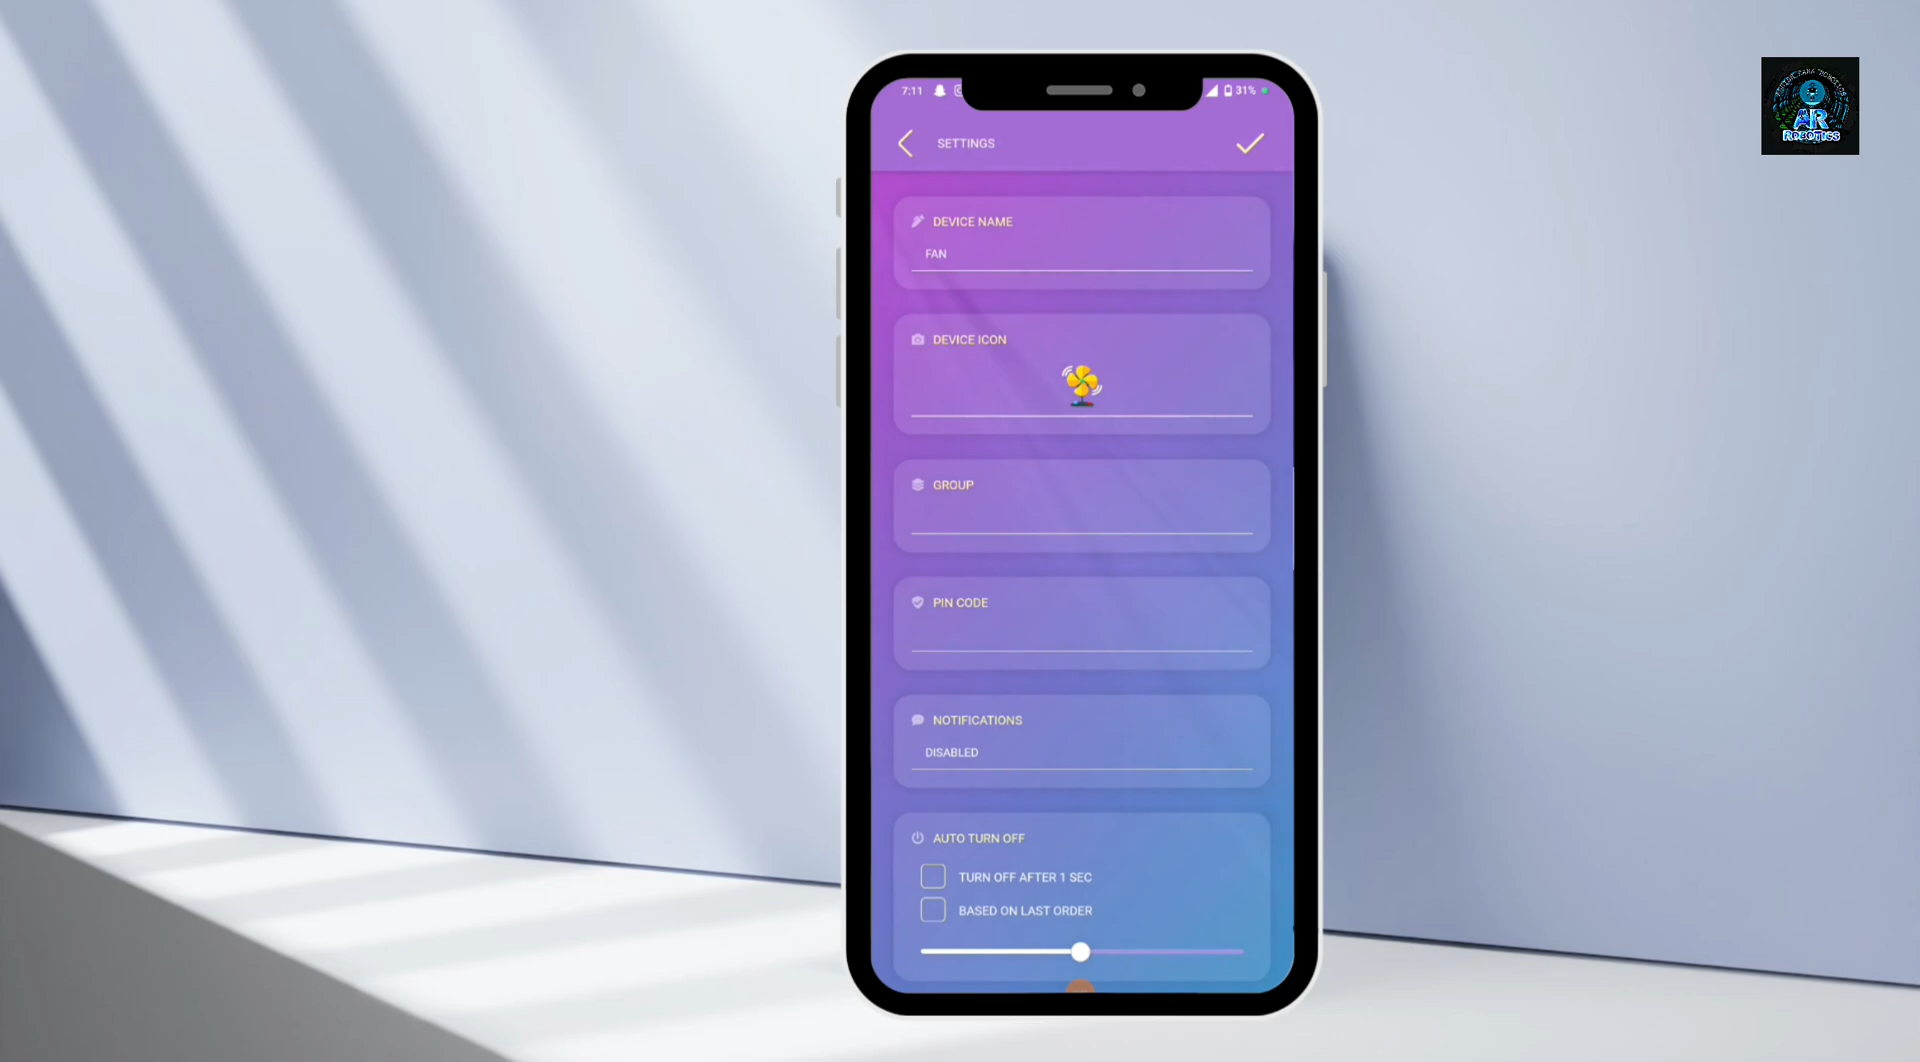 7:11
31%
SETTINGS
DEVICE NAME
FAN
DEVICE ICON
GROUP
PIN CODE
NOTIFICATIONS
DISABLED
AUTO TURN OFF
TURN OFF AFTER 1 SEC
BASED ON LAST ORDER
AR
ROBOTICS